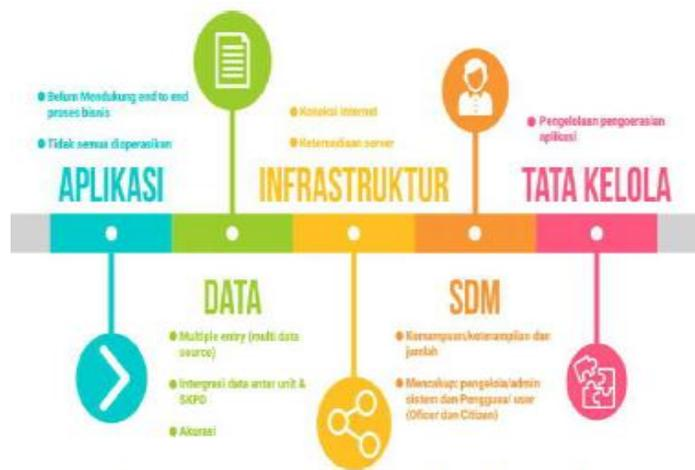 Belum Mendukung end to end
proses bisnis
Tidak semua dioperasikan
APLIKASI
DATA
Multiple entry (multi data
source)
Intergrasi data antar unit &
SKPD
Akurasi
Koneksi Internet
Ketersediaan server
INFRASTRUKTUR
SDM
Kemampuan/keterampilan dan
jumlah
Mencakup: pengelola/admin
sistem dan Pengguna/ user
(Officer dan Citizen)
Pengelolaan pengoerasian
aplikasi
TATA KELOLA